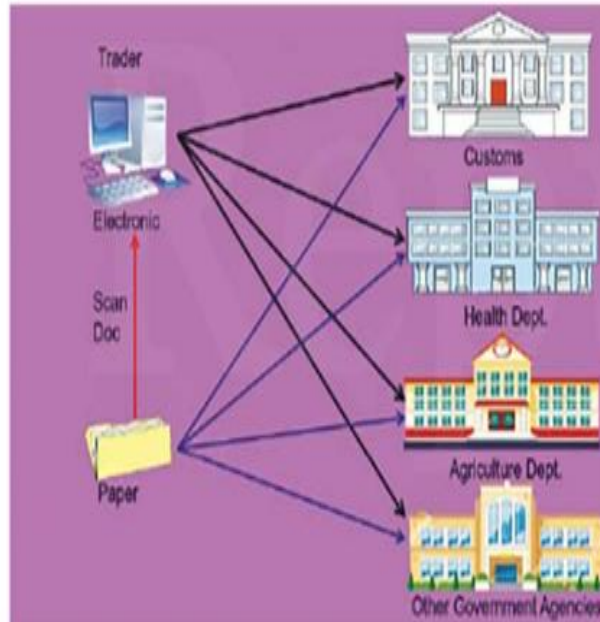 Trader
Customs
Electronic
Health Dept.
Scan
Doc
Agriculture Dept.
Paper
Other Government Agencies